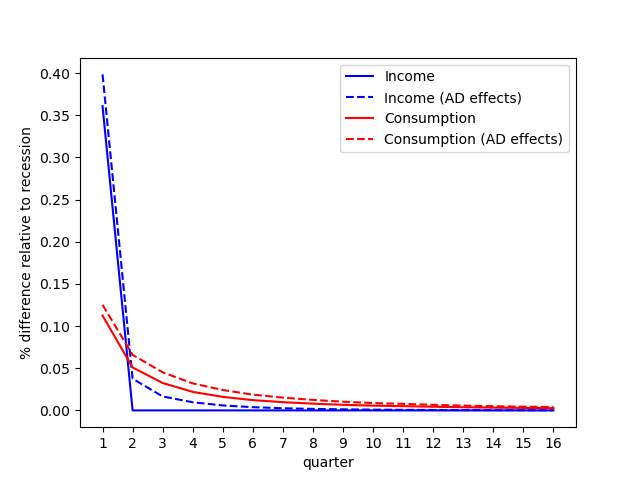 0.40
0.35
0.30
0.25
0.20
0.15
0.10
0.05
0.00
% difference relative to recession
Income
Income (AD effects)
Consumption
Consumption (AD effects)
1 2 3 4 5 6 7 8 9 10 11 12 13 14 15 16
quarter